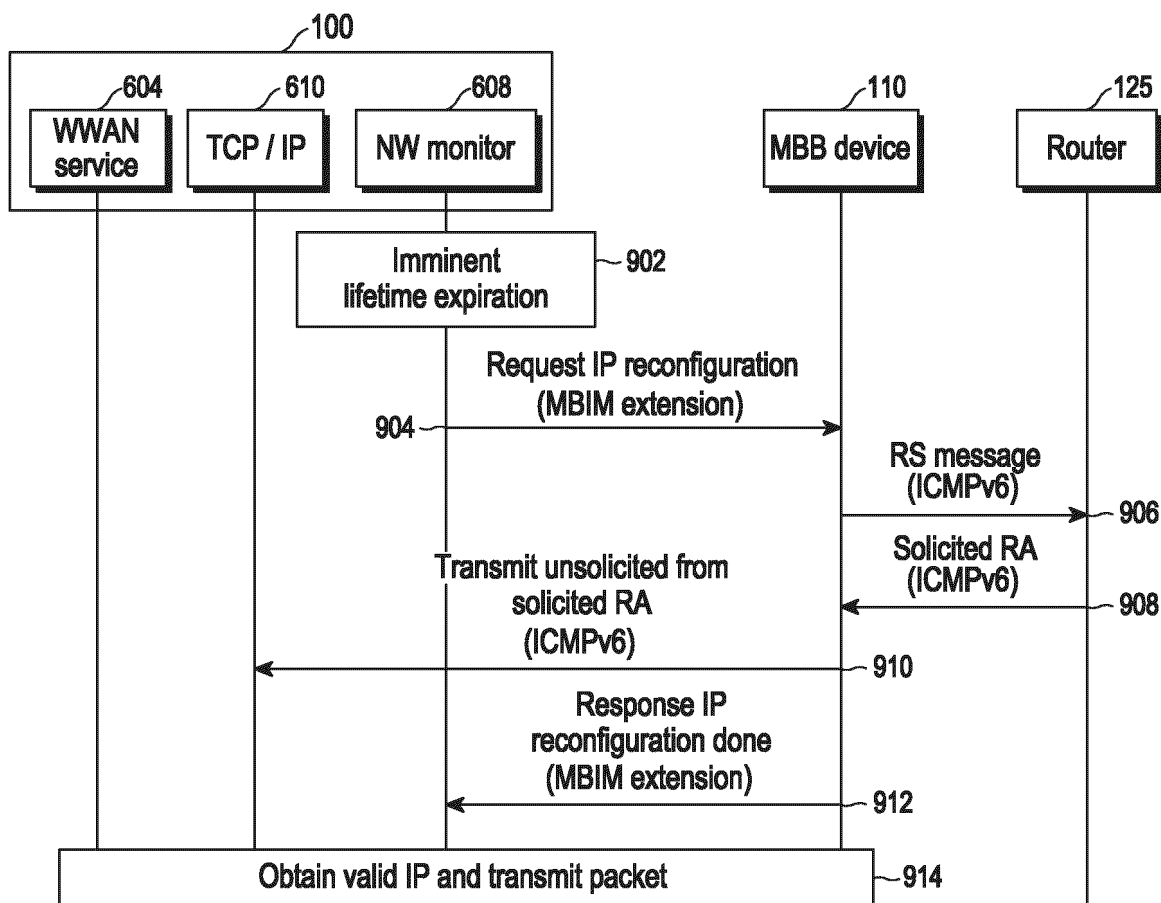 100
604
610
608
110
125
WWAN
service
TCP / IP
NW monitor
MBB device
Router
Imminent
lifetime expiration
902
Request IP reconfiguration
(MBIM extension)
904
RS message
(ICMPv6)
906
Solicited RA
(ICMPv6)
908
Transmit unsolicited from
solicited RA
(ICMPv6)
910
Response IP
reconfiguration done
(MBIM extension)
912
Obtain valid IP and transmit packet
914